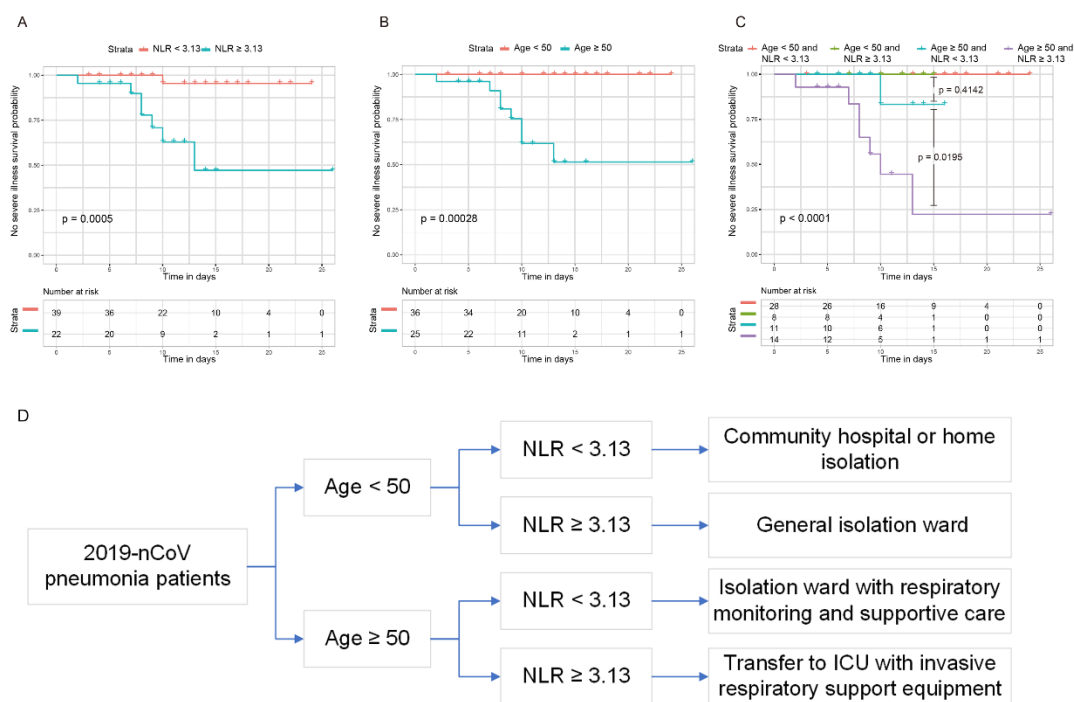 A
Strata NLR < 3.13 NLR ≥ 3.13
No severe illness survival probability
1.00
0.75
0.50
0.25
0.00
p = 0.0005
0 5 10 15 20 25
Time in days
Number at risk
Strata
39 36 22 10 4 0
22 20 9 2 1 1
0 5 10 15 20 25
Time in days
B
Strata Age < 50 Age ≥ 50
No severe illness survival probability
1.00
0.75
0.50
0.25
0.00
p = 0.00028
0 5 10 15 20 25
Time in days
Number at risk
Strata
36 34 20 10 4 0
25 22 11 2 1 1
0 5 10 15 20 25
Time in days
C
Strata Age < 50 and Age < 50 and Age ≥ 50 and Age ≥ 50 and
NLR < 3.13 NLR ≥ 3.13 NLR < 3.13 NLR ≥ 3.13
No severe illness survival probability
1.00
0.75
0.50
0.25
0.00
p = 0.4142
p = 0.0195
p < 0.0001
0 5 10 15 20 25
Time in days
Number at risk
Strata
28 26 16 9 4 0
8 8 4 1 0 0
11 10 6 1 0 0
14 12 5 1 1 1
0 5 10 15 20 25
Time in days
D
2019-nCoV
pneumonia patients
Age < 50
NLR < 3.13
Community hospital or home
isolation
NLR ≥ 3.13
General isolation ward
Age ≥ 50
NLR < 3.13
Isolation ward with respiratory
monitoring and supportive care
NLR ≥ 3.13
Transfer to ICU with invasive
respiratory support equipment